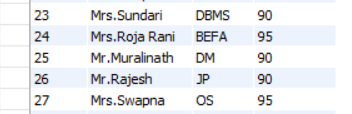 23 Mrs.Sundari DBMS 90
24 Mrs.Roja Rani BEFA 95
25 Mr.Muralinath DM 90
26 Mr.Rajesh JP 90
27 Mrs.Swapna OS 95